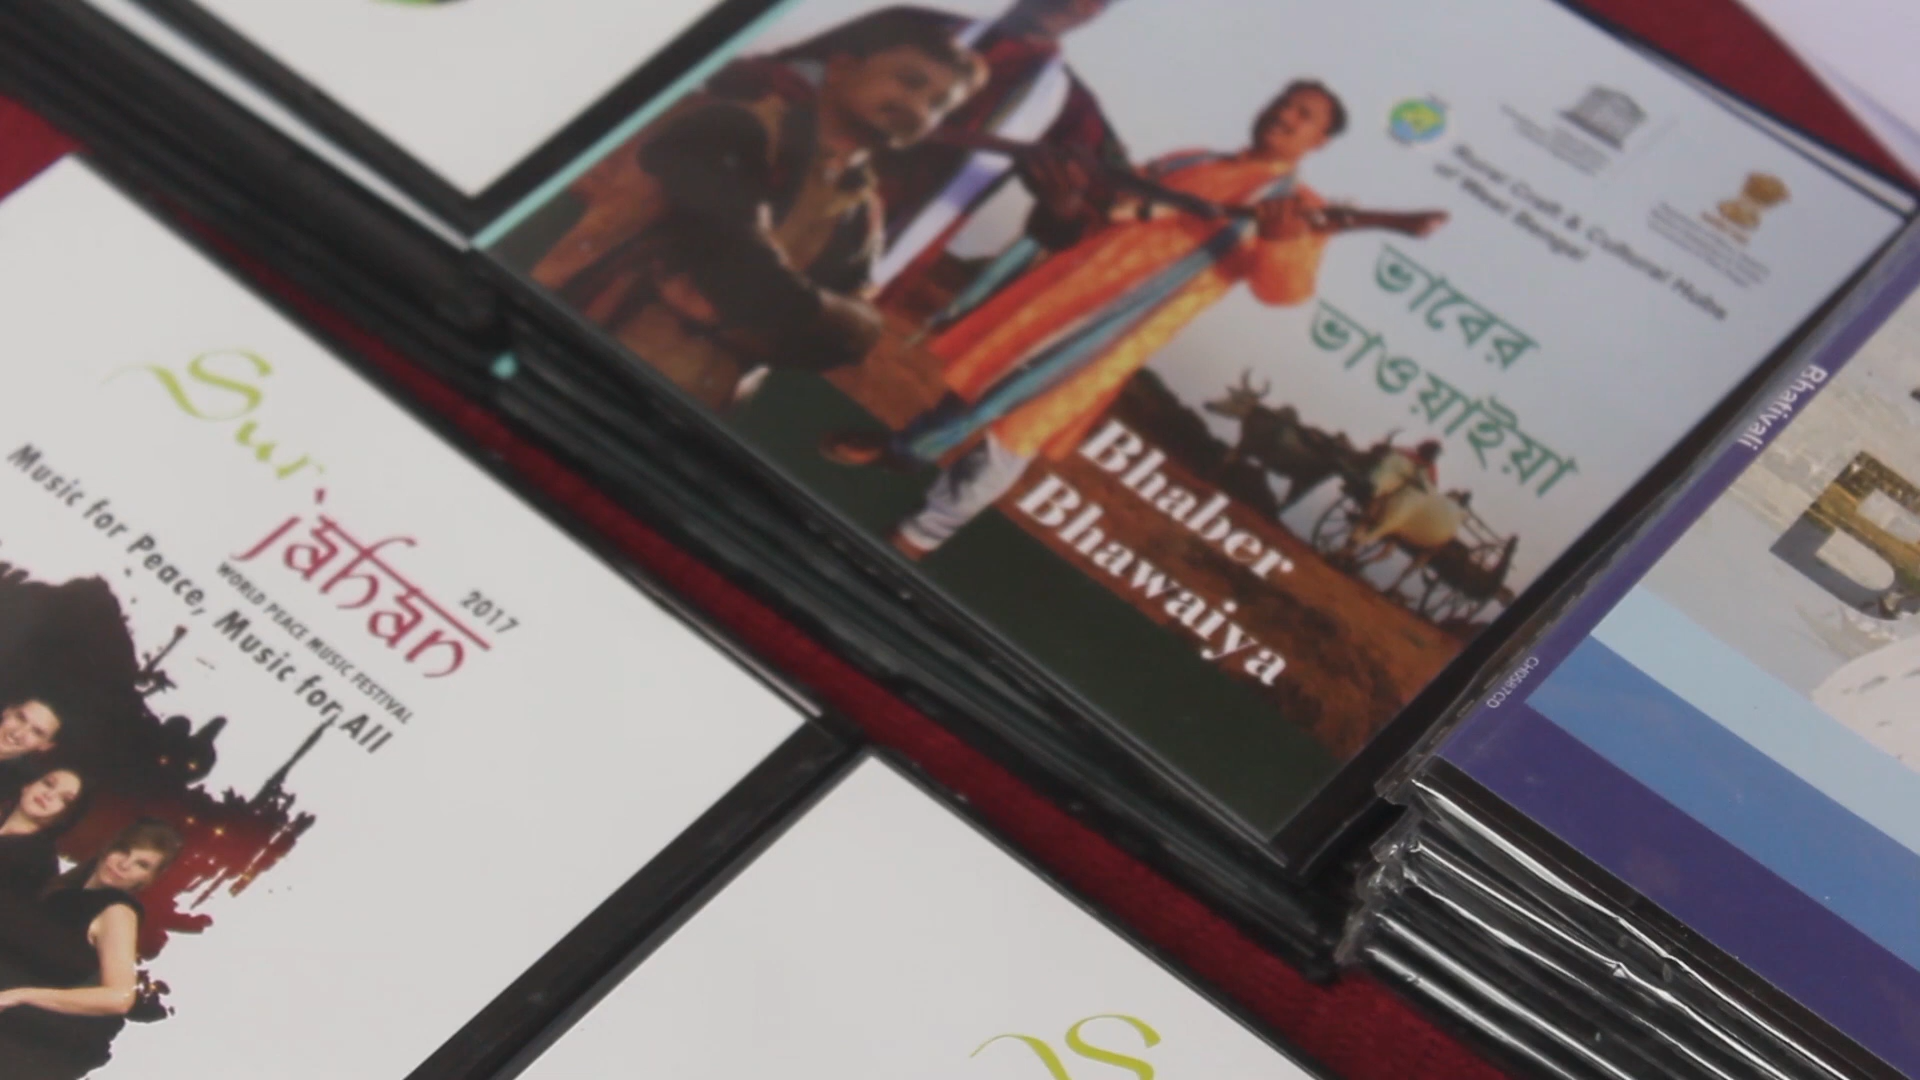 Sur
jahan
2017
WORLD PEACE MUSIC FESTIVAL
Music for Peace, Music for All
Rural Craft & Cultural Hubs
of West Bengal
ভাবের
ভাওয়াইয়া
Bhaber
Bhawaiya
Bhatiyali
CH0587CD